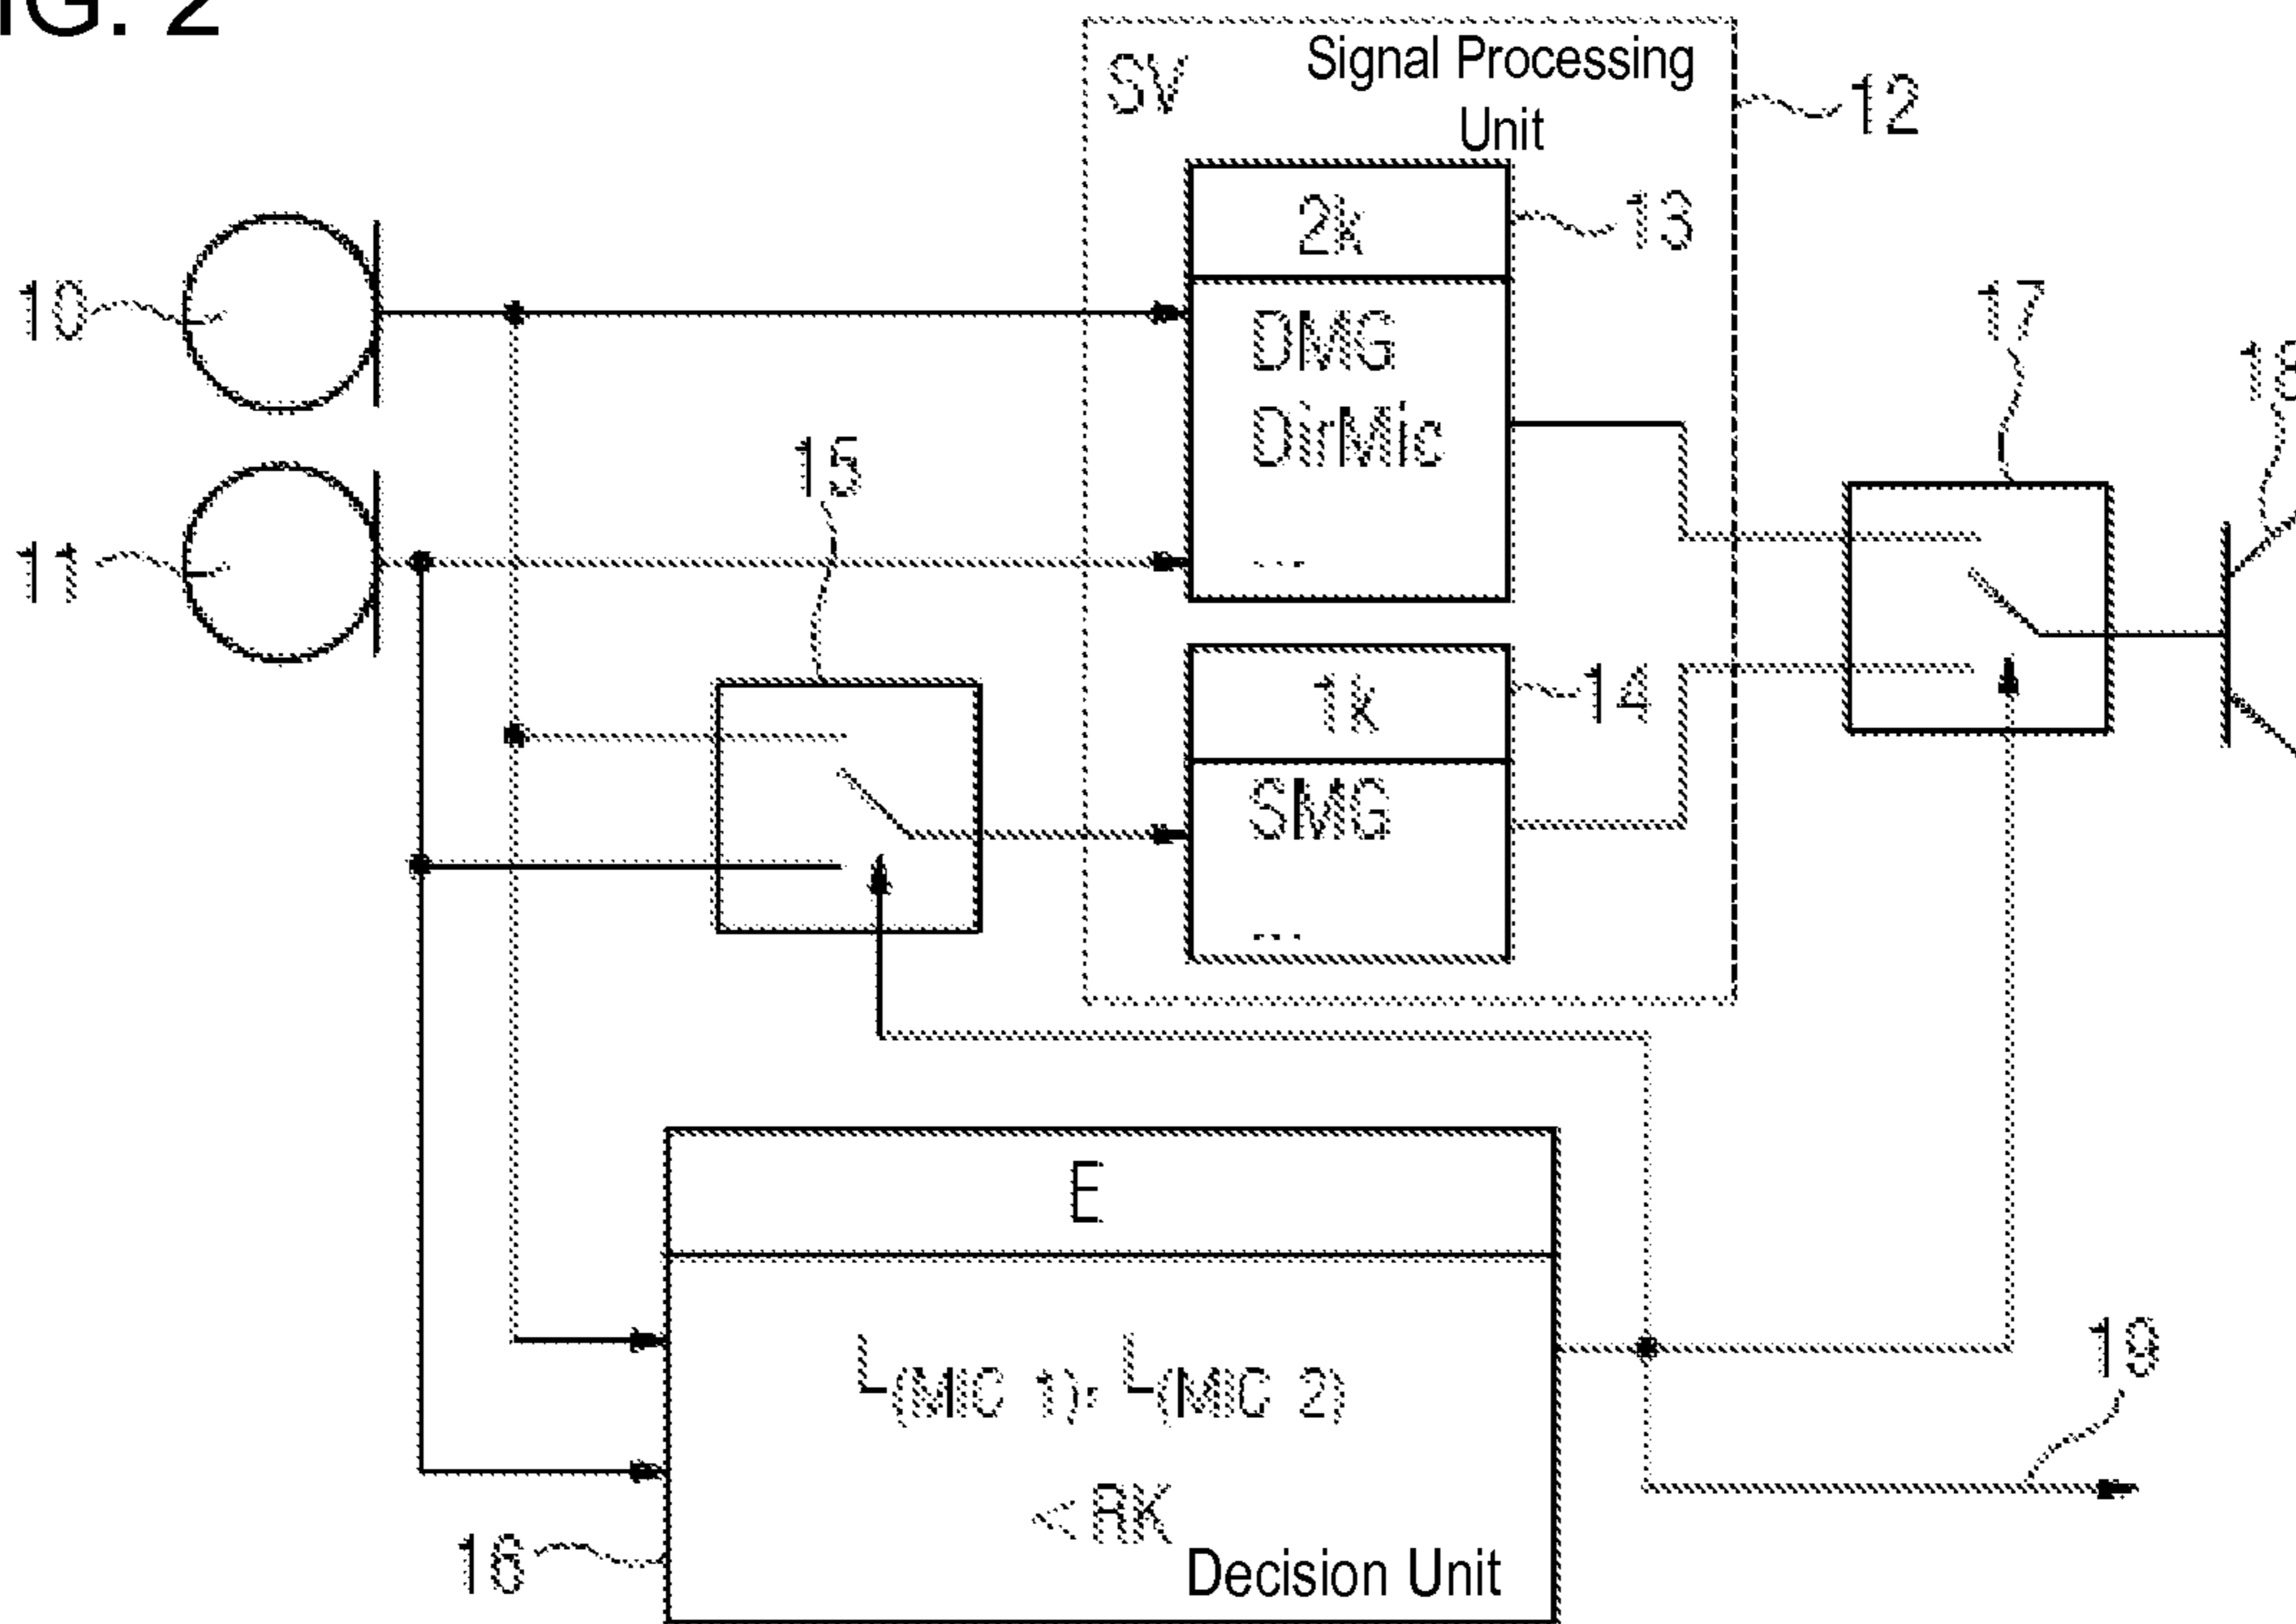 IG. 2
SV
Signal Processing
Unit
12
2k
13
10
DMG
17
DirMic
18
15
11
...
1k
14
SMG
...
E
L(MIC 1), L(MIC 2)
19
< RK
16
Decision Unit